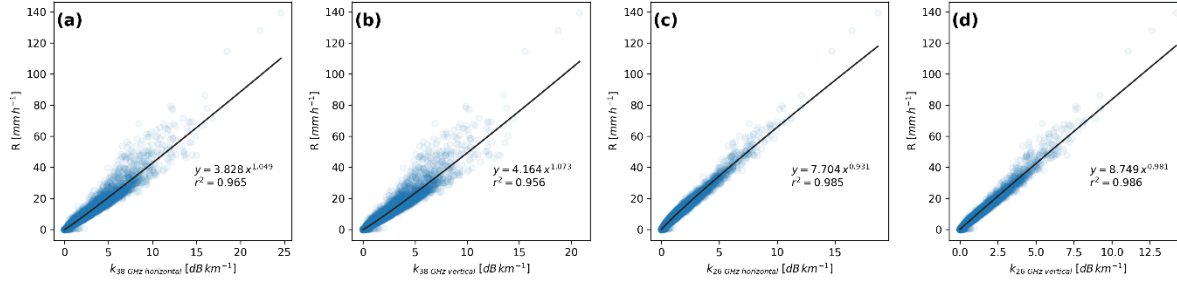 (a)
140
120
100
80
60
40
20
0
R [mm h⁻¹]
y = 3.828 x^1.049
r² = 0.965
0 5 10 15 20 25
k_38 GHz horizontal [dB km⁻¹]
(b)
140
120
100
80
60
40
20
0
R [mm h⁻¹]
y = 4.164 x^1.073
r² = 0.956
0 5 10 15 20
k_38 GHz vertical [dB km⁻¹]
(c)
140
120
100
80
60
40
20
0
R [mm h⁻¹]
y = 7.704 x^0.931
r² = 0.985
0 5 10 15
k_26 GHz horizontal [dB km⁻¹]
(d)
140
120
100
80
60
40
20
0
R [mm h⁻¹]
y = 8.749 x^0.981
r² = 0.986
0.0 2.5 5.0 7.5 10.0 12.5
k_26 GHz vertical [dB km⁻¹]